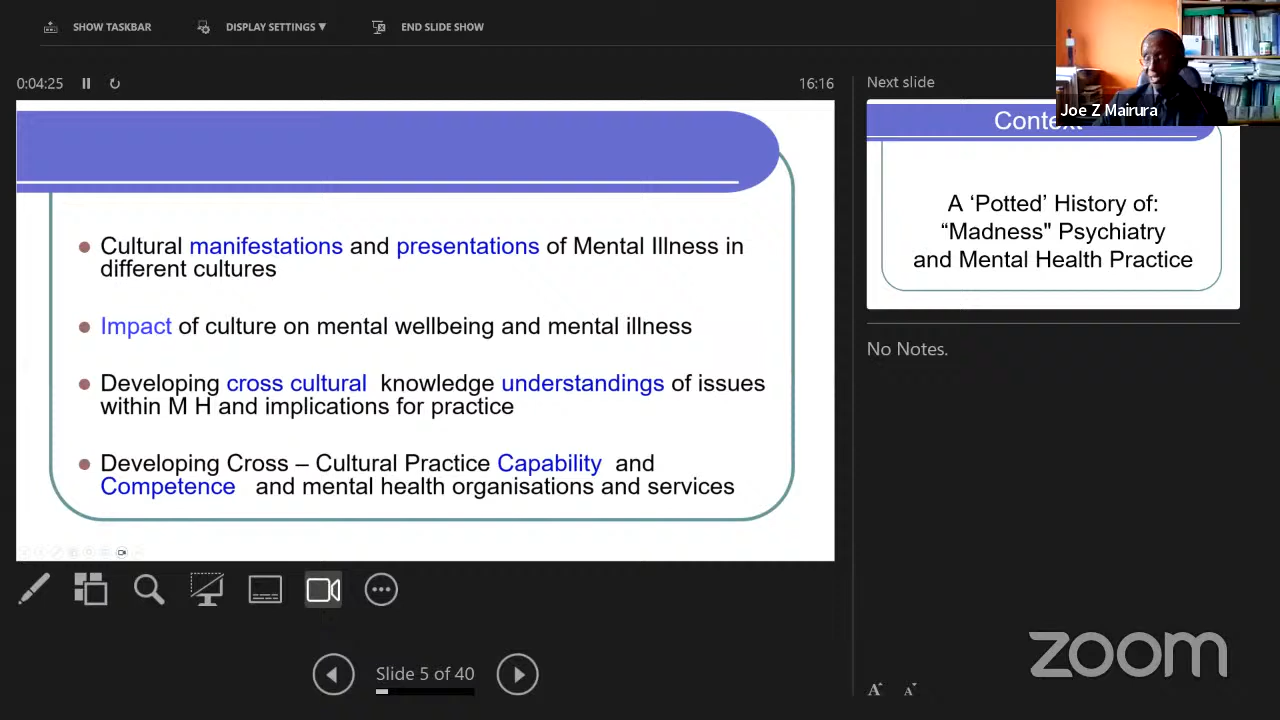 SHOW TASKBAR
DISPLAY SETTINGS ▼
END SLIDE SHOW
0:04:25
16:16
Next slide
Joe Z Mairura
Cultural manifestations and presentations of Mental Illness in
different cultures
Impact of culture on mental wellbeing and mental illness
Developing cross cultural knowledge understandings of issues
within M H and implications for practice
Developing Cross – Cultural Practice Capability and
Competence and mental health organisations and services
Context
A ‘Potted’ History of:
“Madness" Psychiatry
and Mental Health Practice
No Notes.
Slide 5 of 40
zoom
A A